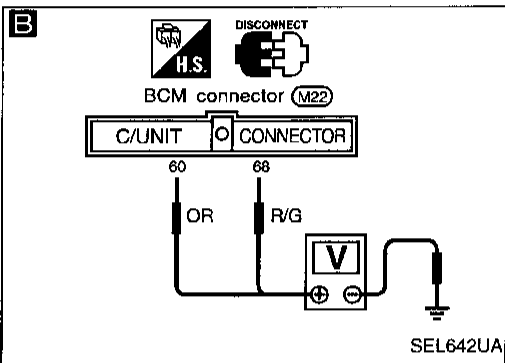 B
DISCONNECT
H.S.
BCM connector M22
C/UNIT CONNECTOR
60 68
OR R/G
V
⊕ ⊖
SEL642UA